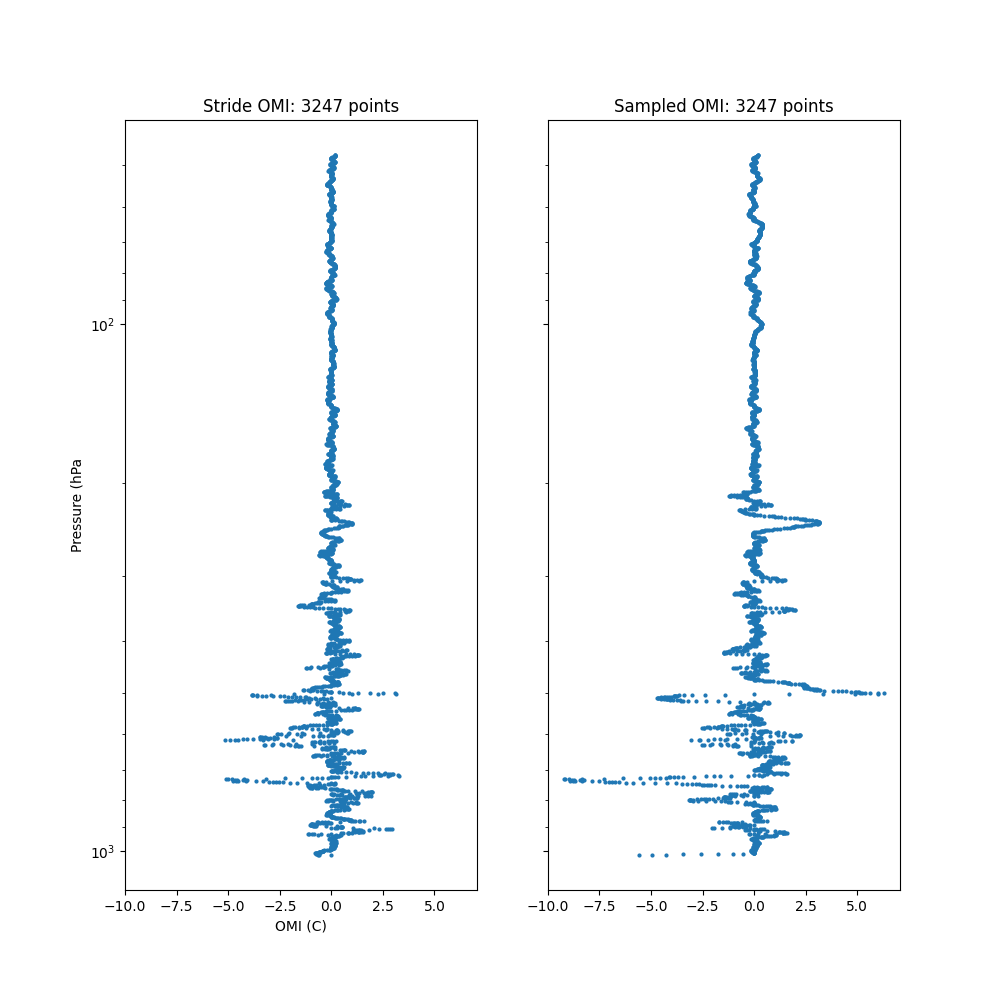 Stride OMI: 3247 points
Sampled OMI: 3247 points
10²
10³
Pressure (hPa
−10.0 −7.5 −5.0 −2.5 0.0 2.5 5.0
−10.0 −7.5 −5.0 −2.5 0.0 2.5 5.0
OMI (C)